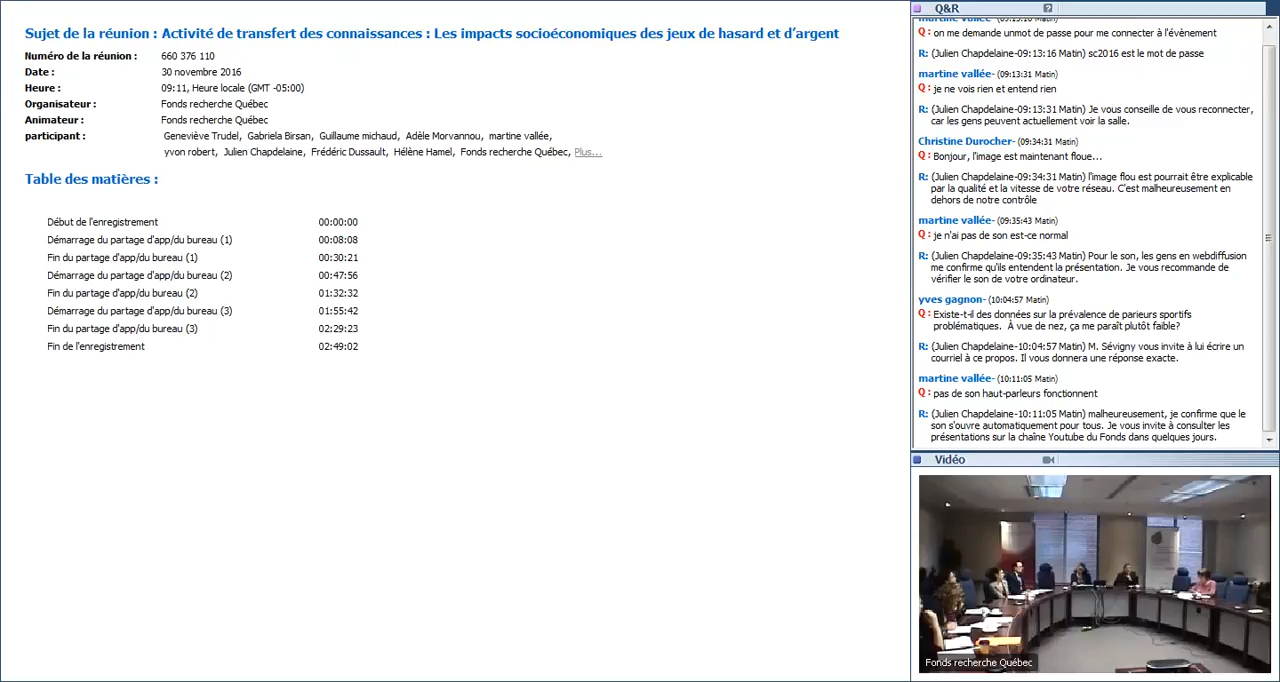 Sujet de la réunion : Activité de transfert des connaissances : Les impacts socioéconomiques des jeux de hasard et d’argent
Numéro de la réunion : 660 376 110
Date : 30 novembre 2016
Heure : 09:11, Heure locale (GMT -05:00)
Organisateur : Fonds recherche Québec
Animateur : Fonds recherche Québec
participant : Geneviève Trudel, Gabriela Birsan, Guillaume michaud, Adèle Morvannou, martine vallée,
yvon robert, Julien Chapdelaine, Frédéric Dussault, Hélène Hamel, Fonds recherche Québec, Plus...
Table des matières :
Début de l'enregistrement 00:00:00
Démarrage du partage d'app/du bureau (1) 00:08:08
Fin du partage d'app/du bureau (1) 00:30:21
Démarrage du partage d'app/du bureau (2) 00:47:56
Fin du partage d'app/du bureau (2) 01:32:32
Démarrage du partage d'app/du bureau (3) 01:55:42
Fin du partage d'app/du bureau (3) 02:29:23
Fin de l'enregistrement 02:49:02
Q&R
martine vallée-
Q : on me demande unmot de passe pour me connecter à l'évènement
R: (Julien Chapdelaine-09:13:16 Matin) sc2016 est le mot de passe
martine vallée- (09:13:31 Matin)
Q : je ne vois rien et entend rien
R: (Julien Chapdelaine-09:13:31 Matin) Je vous conseille de vous reconnecter,
car les gens peuvent actuellement voir la salle.
Christine Durocher- (09:34:31 Matin)
Q : Bonjour, l'image est maintenant floue...
R: (Julien Chapdelaine-09:34:31 Matin) l'image flou est pourrait être explicable
par la qualité et la vitesse de votre réseau. C'est malheureusement en
dehors de notre contrôle
martine vallée- (09:35:43 Matin)
Q : je n'ai pas de son est-ce normal
R: (Julien Chapdelaine-09:35:43 Matin) Pour le son, les gens en webdiffusion
me confirme qu'ils entendent la présentation. Je vous recommande de
vérifier le son de votre ordinateur.
yves gagnon- (10:04:57 Matin)
Q : Existe-t-il des données sur la prévalence de parieurs sportifs
problématiques. À vue de nez, ça me paraît plutôt faible?
R: (Julien Chapdelaine-10:04:57 Matin) M. Sévigny vous invite à lui écrire un
courriel à ce propos. Il vous donnera une réponse exacte.
martine vallée- (10:11:05 Matin)
Q : pas de son haut-parleurs fonctionnent
R: (Julien Chapdelaine-10:11:05 Matin) malheureusement, je confirme que le
son s'ouvre automatiquement pour tous. Je vous invite à consulter les
présentations sur la chaîne Youtube du Fonds dans quelques jours.
Vidéo
Fonds recherche Québec